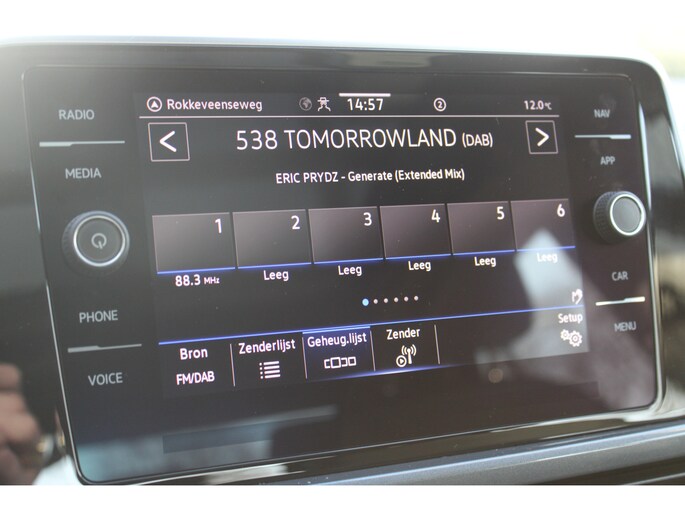 RADIO
MEDIA
PHONE
VOICE
Rokkeveenseweg 14:57 2 12.0 °C
< 538 TOMORROWLAND (DAB) >
ERIC PRYDZ - Generate (Extended Mix)
1 2 3 4 5 6
88.3 MHz Leeg Leeg Leeg Leeg Leeg
Bron Zenderlijst Geheug.lijst Zender Setup
FM/DAB
NAV
APP
CAR
MENU